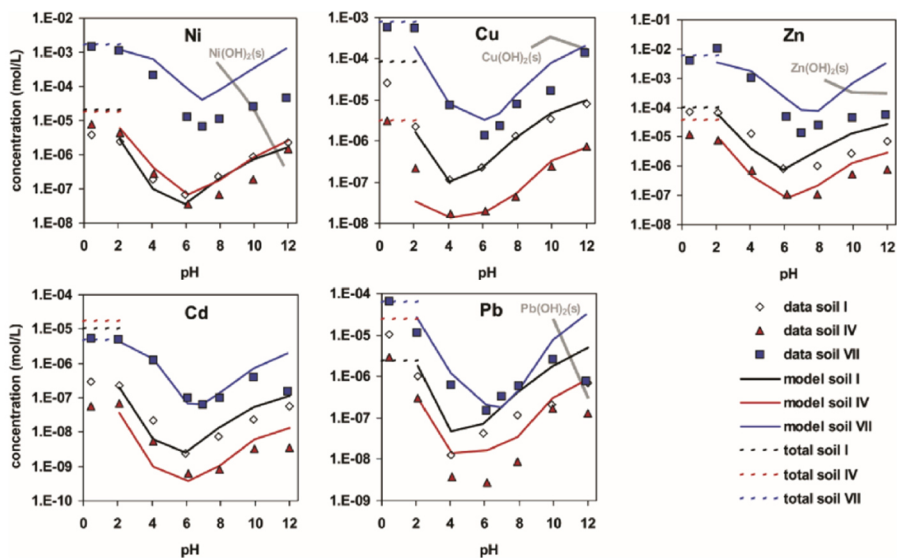 Ni
Ni(OH)₂(s)
1.E-02
1.E-03
1.E-04
1.E-05
1.E-06
1.E-07
1.E-08
concentration (mol/L)
0 2 4 6 8 10 12
pH
Cu
Cu(OH)₂(s)
1.E-03
1.E-04
1.E-05
1.E-06
1.E-07
1.E-08
0 2 4 6 8 10 12
pH
Zn
Zn(OH)₂(s)
1.E-01
1.E-02
1.E-03
1.E-04
1.E-05
1.E-06
1.E-07
1.E-08
0 2 4 6 8 10 12
pH
Cd
1.E-04
1.E-05
1.E-06
1.E-07
1.E-08
1.E-09
1.E-10
concentration (mol/L)
0 2 4 6 8 10 12
pH
Pb
Pb(OH)₂(s)
1.E-04
1.E-05
1.E-06
1.E-07
1.E-08
1.E-09
0 2 4 6 8 10 12
pH
data soil I
data soil IV
data soil VII
model soil I
model soil IV
model soil VII
total soil I
total soil IV
total soil VII